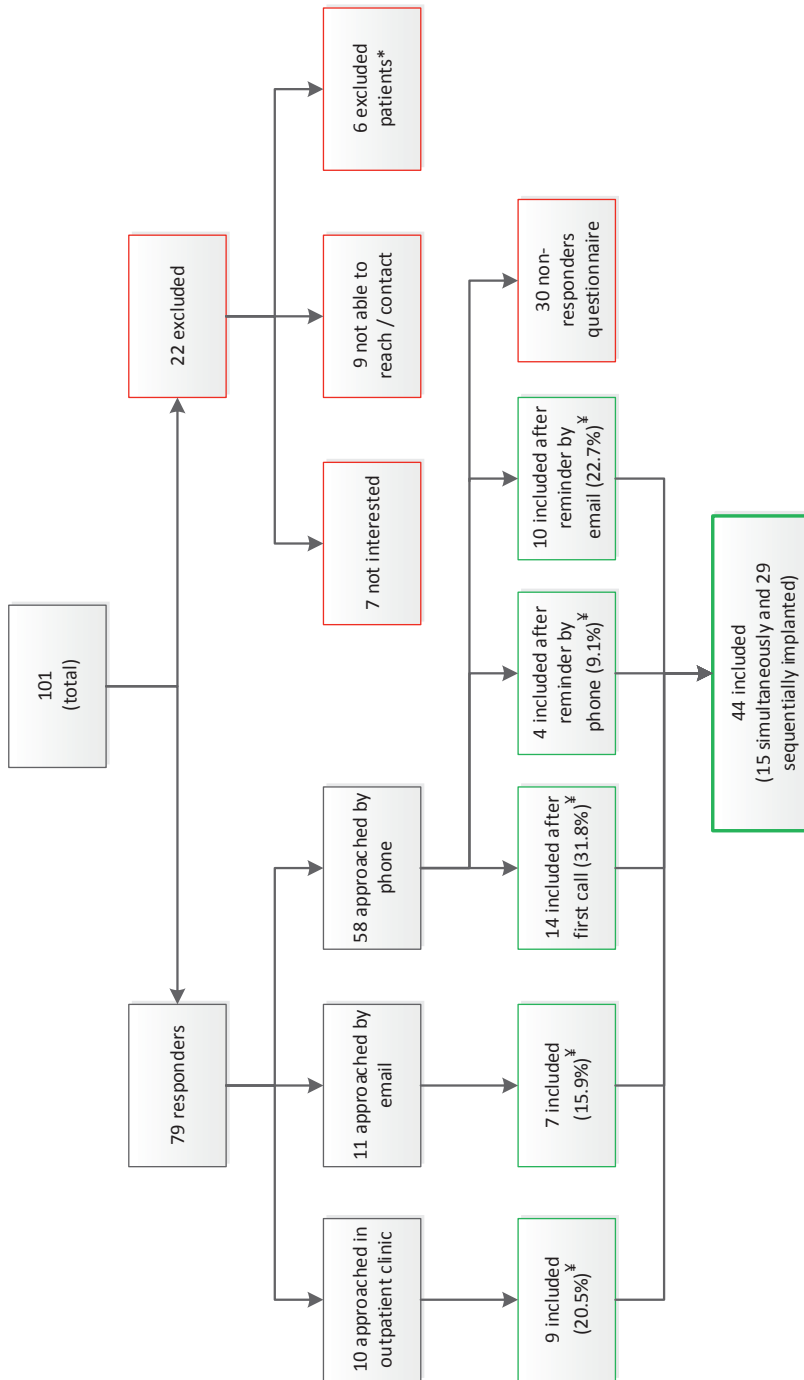 101
(total)
79 responders
22 excluded
10 approached in
outpatient clinic
11 approached by
email
58 approached by
phone
7 not interested
9 not able to
reach / contact
6 excluded
patients*
9 included
(20.5%)¥
7 included
(15.9%)¥
14 included after
first call (31.8%)¥
4 included after
reminder by
phone (9.1%)¥
10 included after
reminder by
email (22.7%)¥
30 non-
responders
questionnaire
44 included
(15 simultaneously and 29
sequentially implanted)